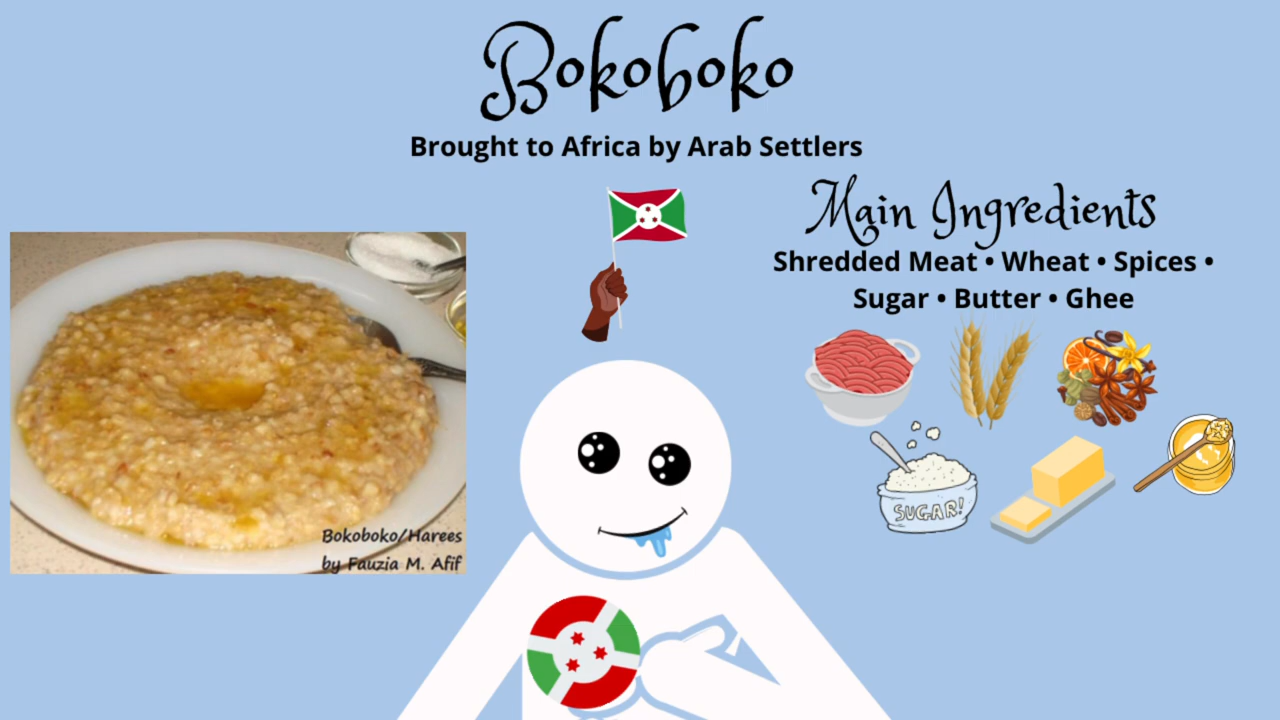 Bokoboko
Brought to Africa by Arab Settlers
Main Ingredients
Shredded Meat • Wheat • Spices •
Sugar • Butter • Ghee
SUGAR!
Bokoboko/Harees
by Fauzia M. Afif